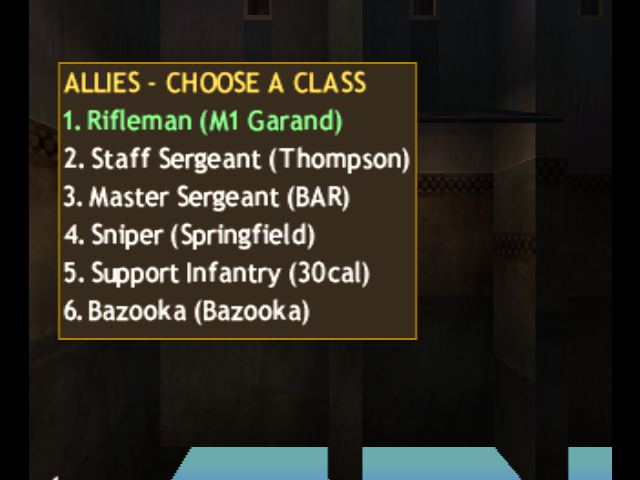 ALLIES - CHOOSE A CLASS
1. Rifleman (M1 Garand)
2. Staff Sergeant (Thompson)
3. Master Sergeant (BAR)
4. Sniper (Springfield)
5. Support Infantry (30cal)
6. Bazooka (Bazooka)